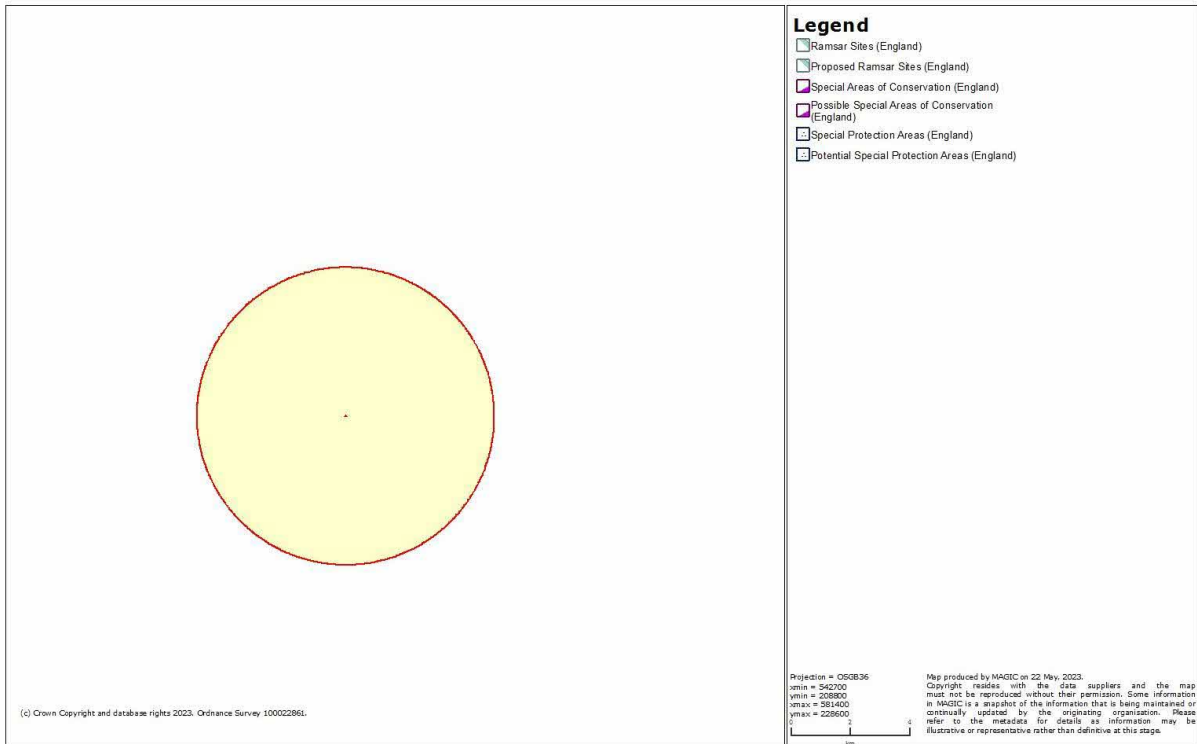 Legend
Ramsar Sites (England)
Proposed Ramsar Sites (England)
Special Areas of Conservation (England)
Possible Special Areas of Conservation
(England)
Special Protection Areas (England)
Potential Special Protection Areas (England)
Projection = OSGB36
xmin = 542700
ymin = 208800
xmax = 581400
ymax = 228600
0 2 4
km
Map produced by MAGIC on 22 May, 2023.
Copyright resides with the data suppliers and the map
must not be reproduced without their permission. Some information
in MAGIC is a snapshot of the information that is being maintained or
continually updated by the originating organisation. Please
refer to the metadata for details as information may be
illustrative or representative rather than definitive at this stage.
(c) Crown Copyright and database rights 2023. Ordnance Survey 100022861.